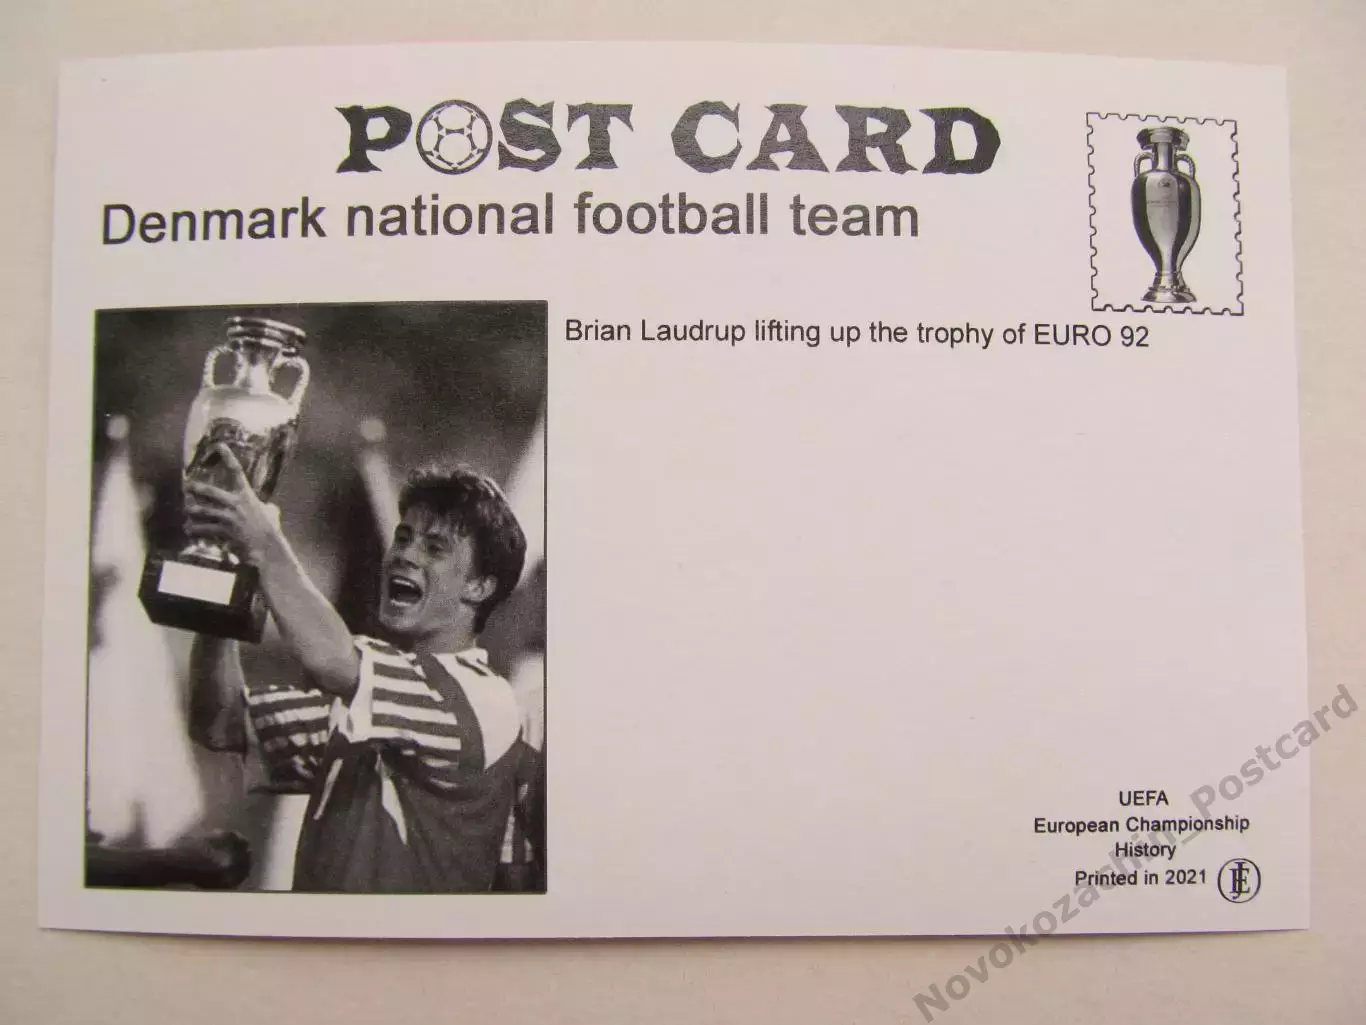 POST CARD
Denmark national football team
Brian Laudrup lifting up the trophy of EURO 92
UEFA
European Championship
History
Printed in 2021
Novokozachin_Postcard